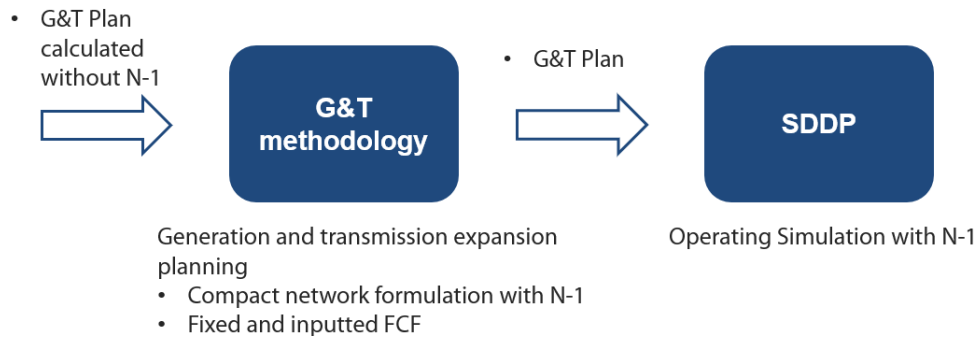 • G&T Plan
calculated
without N-1
G&T
methodology
• G&T Plan
SDDP
Generation and transmission expansion
planning
• Compact network formulation with N-1
• Fixed and inputted FCF
Operating Simulation with N-1